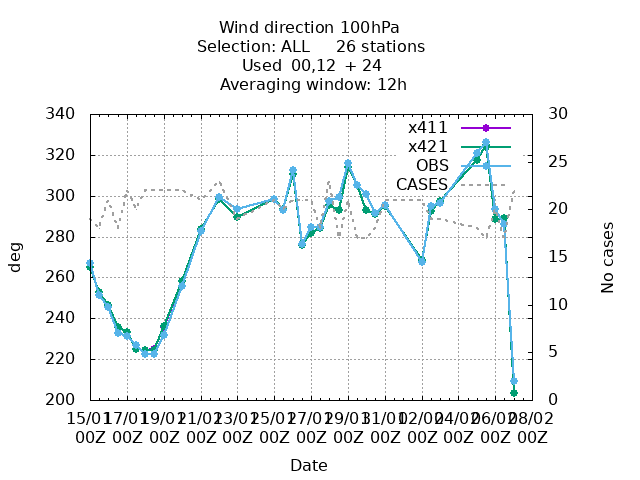 Wind direction 100hPa
Selection: ALL 26 stations
Used 00,12 + 24
Averaging window: 12h
340 30
x411
x421
OBS
CASES
320 25
300 20
280 15
260 10
240
220 5
200 0
deg
No cases
15/01 17/01 19/01 21/01 23/01 25/01 27/01 29/01 31/01 02/02 04/02 06/02 08/02
00Z 00Z 00Z 00Z 00Z 00Z 00Z 00Z 00Z 00Z 00Z 00Z 00Z
Date